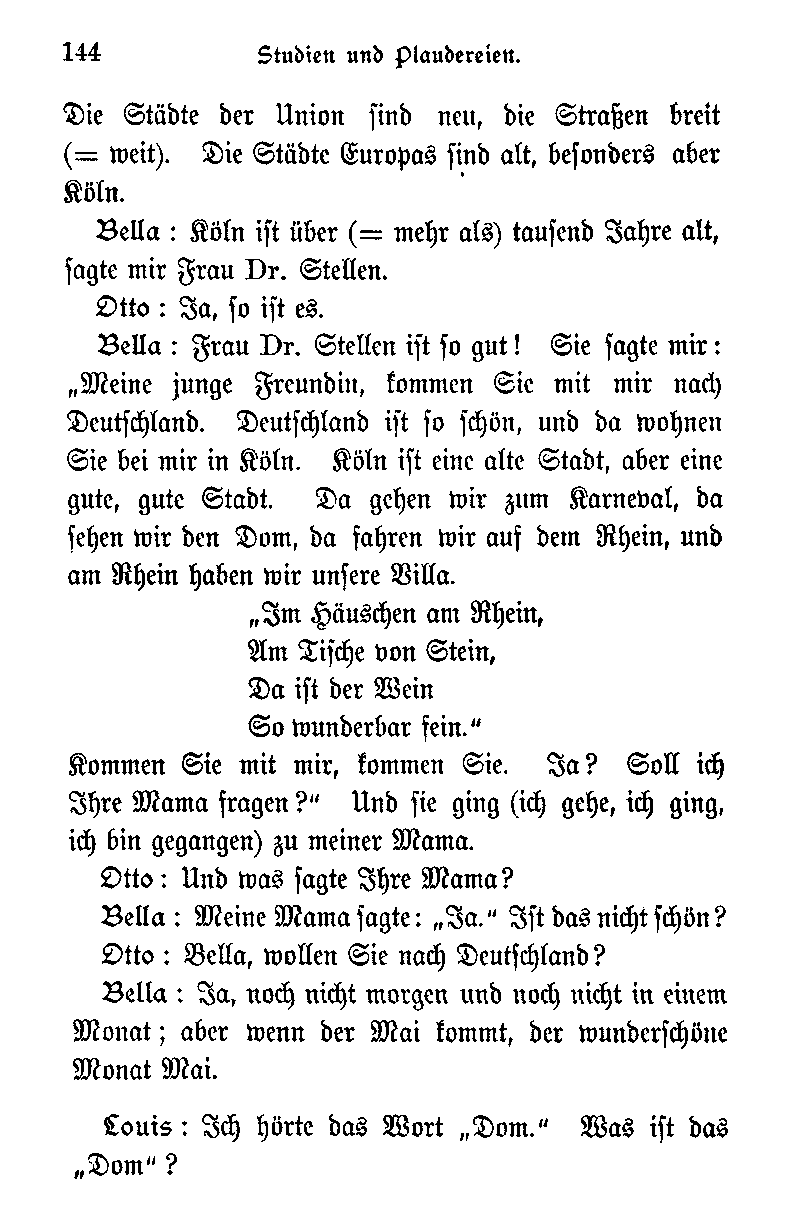 144 Studien und Plaudereien.
Die Städte der Union sind neu, die Straßen breit
(= weit). Die Städte Europas sind alt, besonders aber
Köln.
Bella : Köln ist über (= mehr als) tausend Jahre alt,
sagte mir Frau Dr. Stellen.
Otto : Ja, so ist es.
Bella : Frau Dr. Stellen ist so gut! Sie sagte mir:
„Meine junge Freundin, kommen Sie mit mir nach
Deutschland. Deutschland ist so schön, und da wohnen
Sie bei mir in Köln. Köln ist eine alte Stadt, aber eine
gute, gute Stadt. Da gehen wir zum Karneval, da
sehen wir den Dom, da fahren wir auf dem Rhein, und
am Rhein haben wir unsere Villa.
„Im Häuschen am Rhein,
Am Tische von Stein,
Da ist der Wein
So wunderbar fein.“
Kommen Sie mit mir, kommen Sie. Ja? Soll ich
Ihre Mama fragen?“ Und sie ging (ich gehe, ich ging,
ich bin gegangen) zu meiner Mama.
Otto : Und was sagte Ihre Mama?
Bella : Meine Mama sagte: „Ja.“ Ist das nicht schön?
Otto : Bella, wollen Sie nach Deutschland?
Bella : Ja, noch nicht morgen und noch nicht in einem
Monat; aber wenn der Mai kommt, der wunderschöne
Monat Mai.
Louis : Ich hörte das Wort „Dom.“ Was ist das
„Dom“?